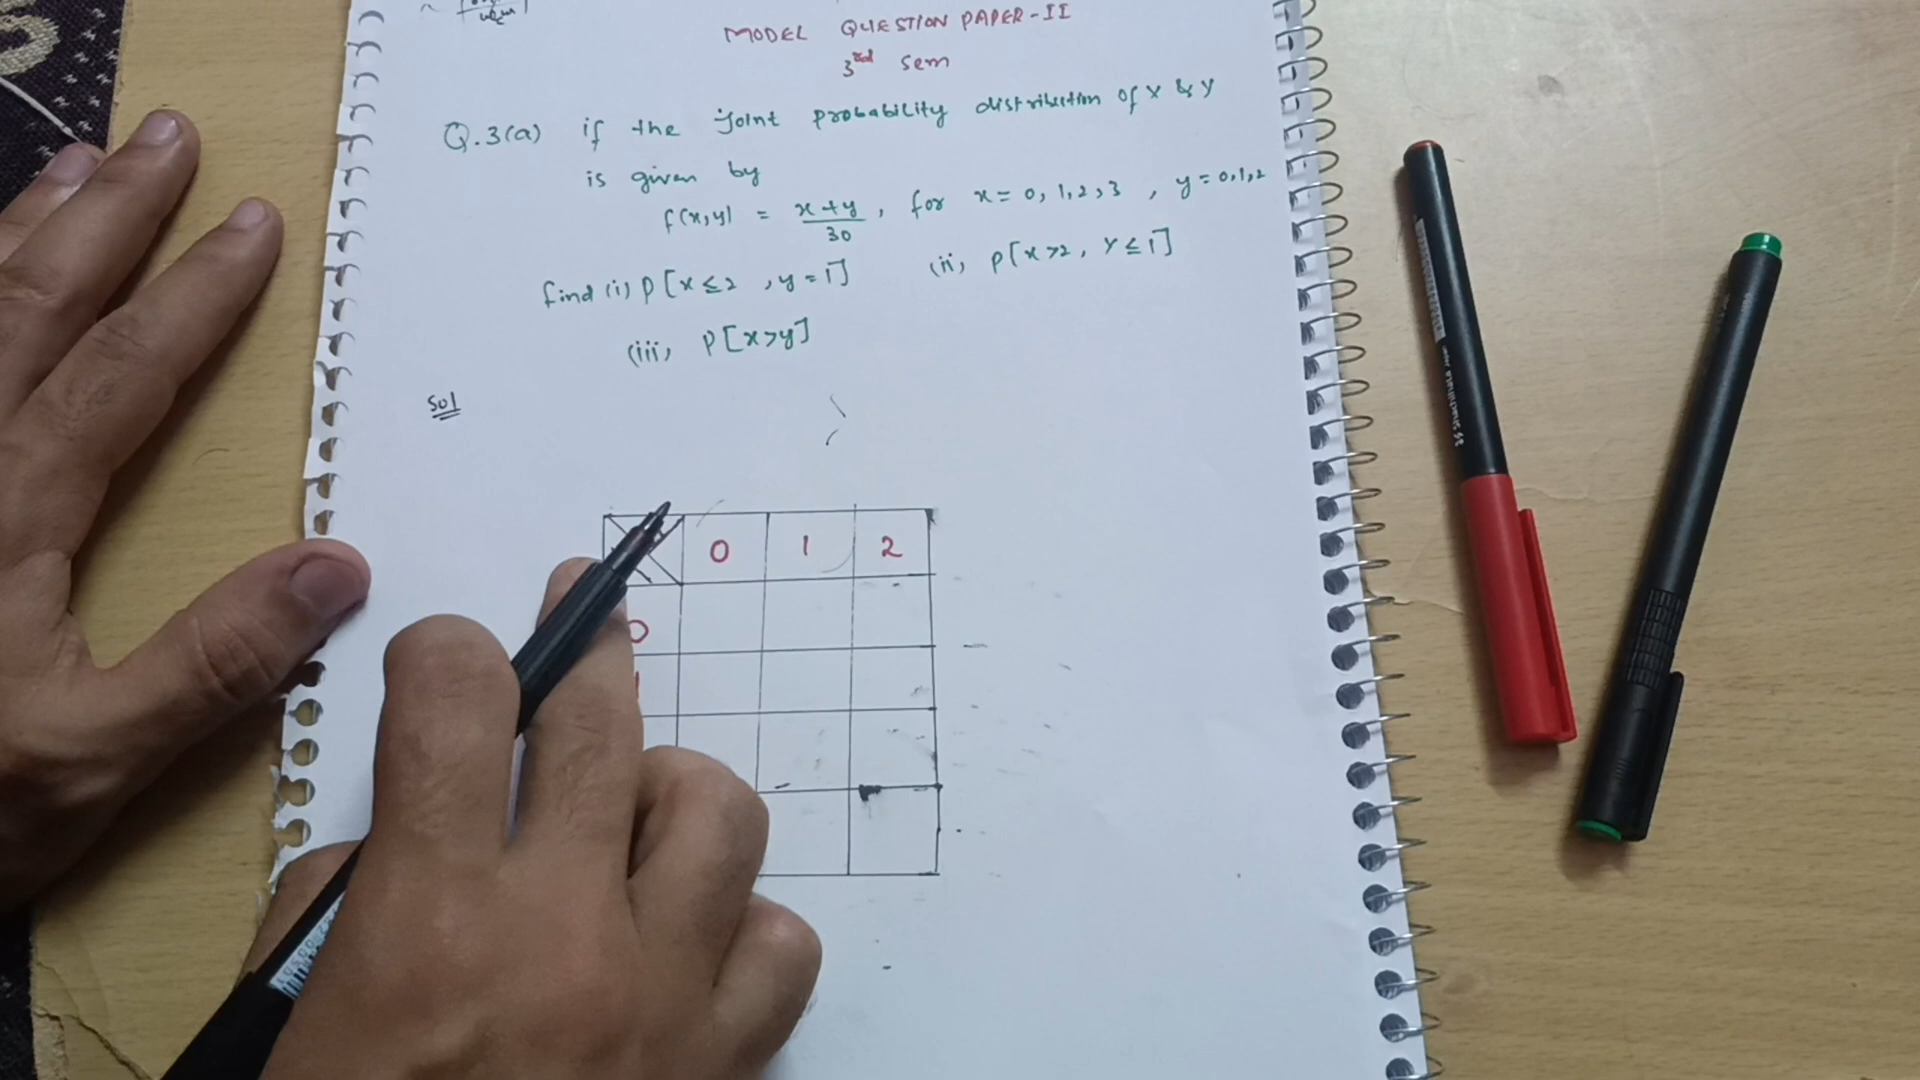 MODEL QUESTION PAPER-II
3rd sem
Q.3(a) if the Joint probability distribution of x & y
is given by
f(x,y) = x+y/30, for x = 0, 1, 2, 3 , y = 0,1,2
find (i) P[x ≤ 2 , y = 1] (ii) P[x > 2, Y ≤ 1]
(iii) P[x > y]
Sol
0 1 2
0
1